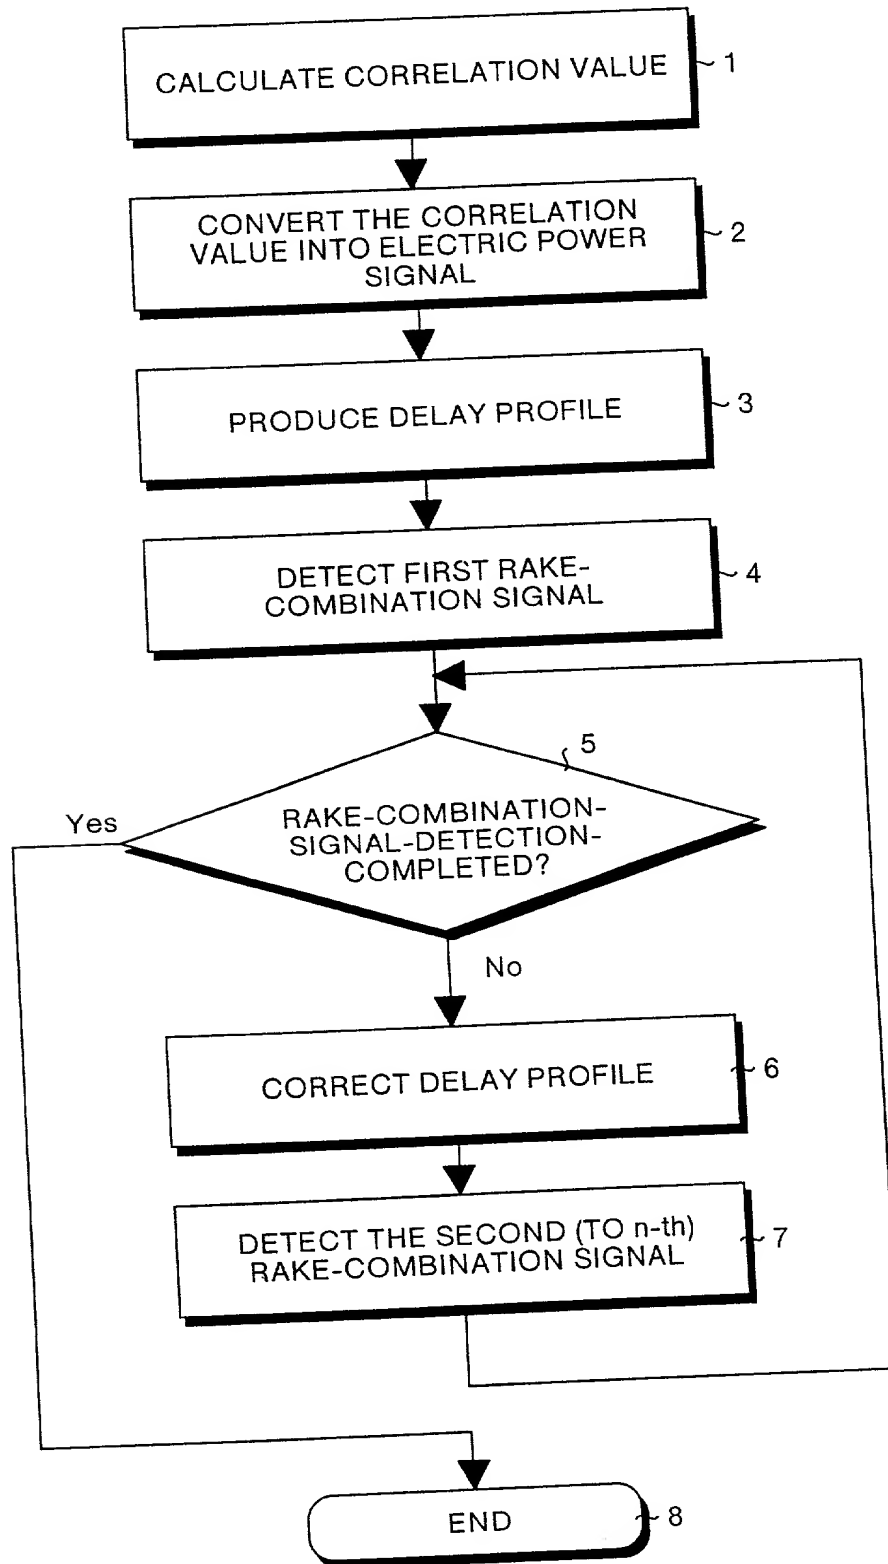 CALCULATE CORRELATION VALUE
1
CONVERT THE CORRELATION
VALUE INTO ELECTRIC POWER
SIGNAL
2
PRODUCE DELAY PROFILE
3
DETECT FIRST RAKE-
COMBINATION SIGNAL
4
5
Yes
RAKE-COMBINATION-
SIGNAL-DETECTION-
COMPLETED?
No
CORRECT DELAY PROFILE
6
DETECT THE SECOND (TO n-th)
RAKE-COMBINATION SIGNAL
7
END
8